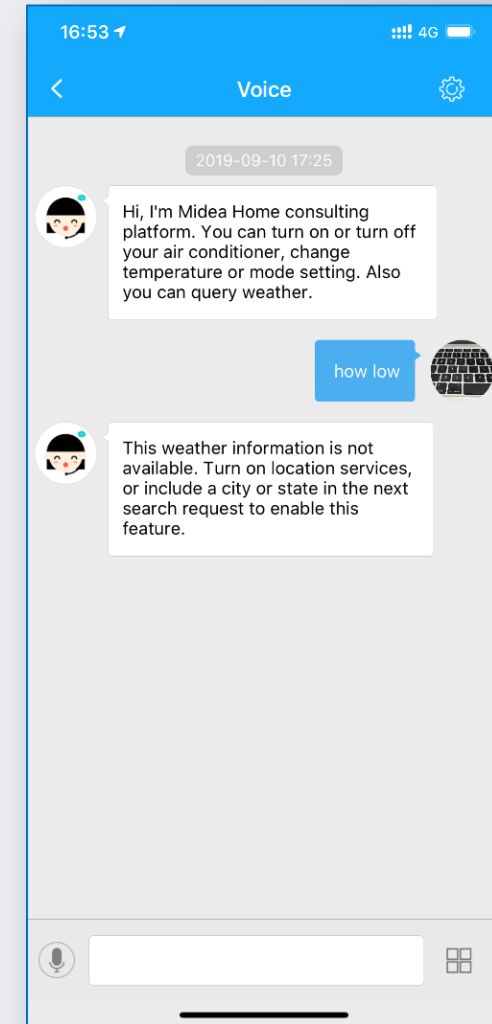 16:53
4G
Voice
2019-09-10 17:25
Hi, I'm Midea Home consulting
platform. You can turn on or turn off
your air conditioner, change
temperature or mode setting. Also
you can query weather.
how low
This weather information is not
available. Turn on location services,
or include a city or state in the next
search request to enable this
feature.